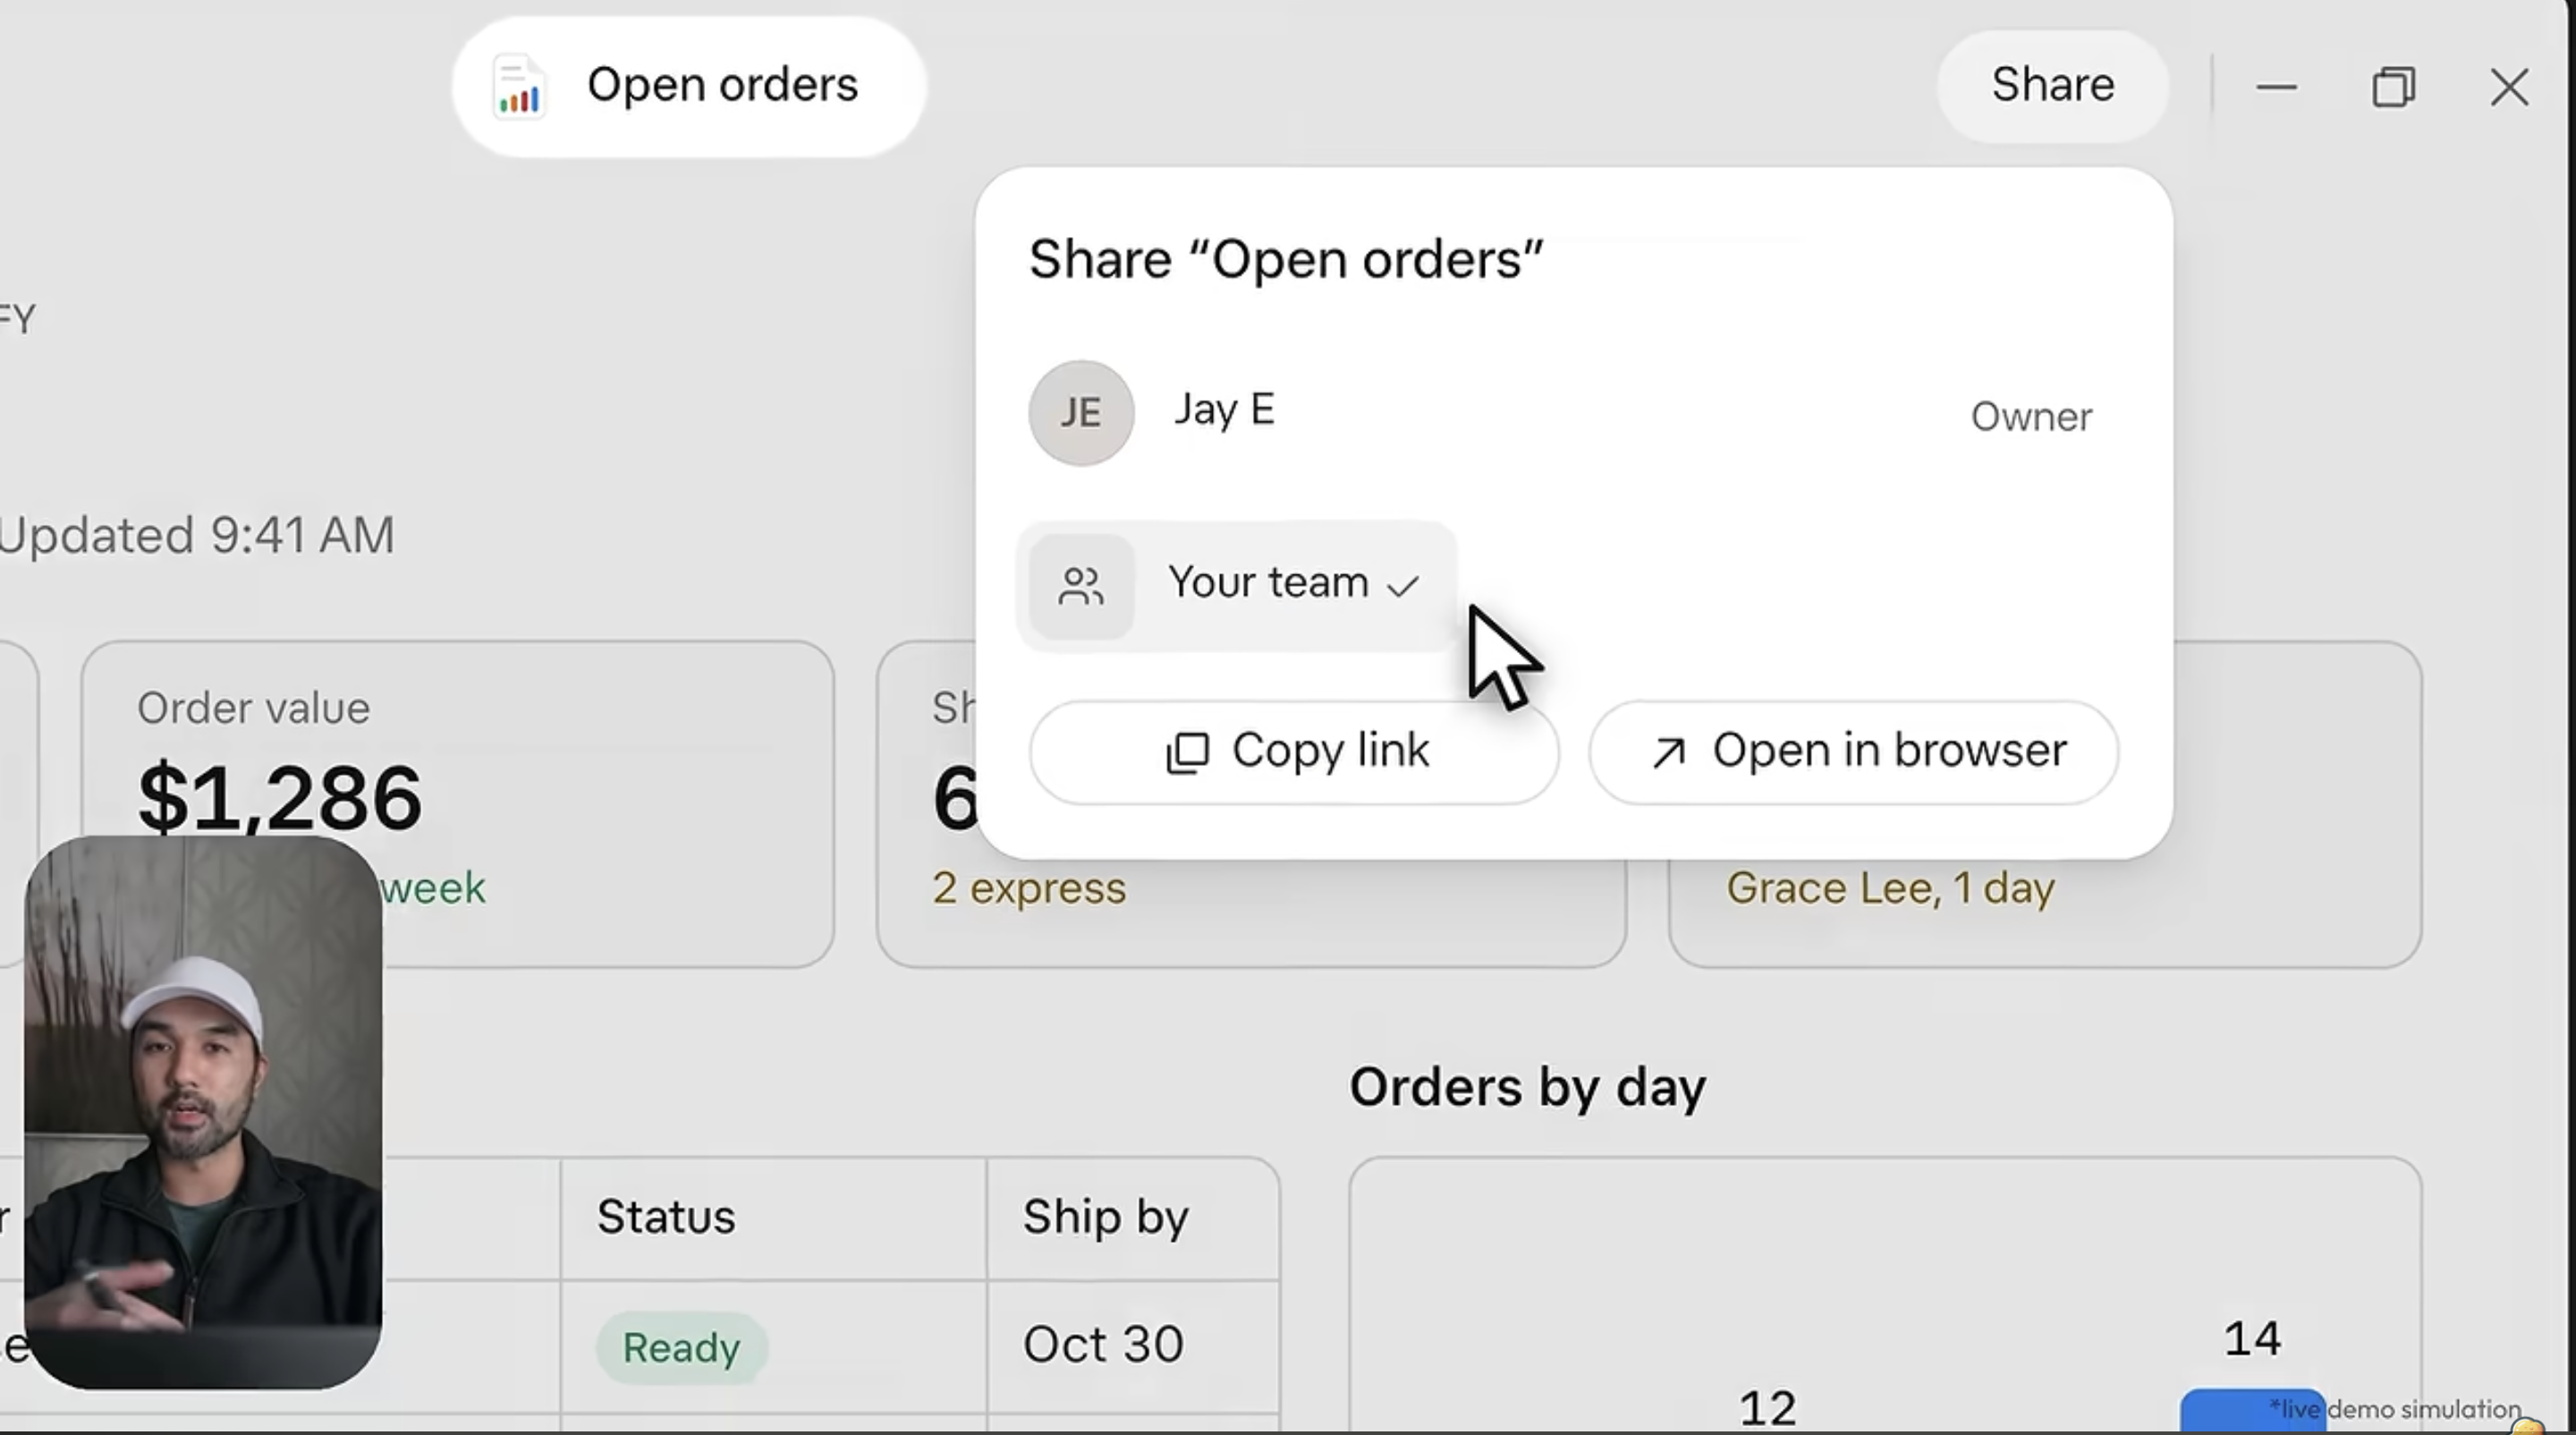 Open orders
Share
Share “Open orders”
FY
JE
Jay E
Owner
Updated 9:41 AM
Your team
Copy link
Open in browser
Order value
$1,286
week
Sh
6
2 express
Grace Lee, 1 day
Orders by day
Status
Ship by
Ready
Oct 30
14
12
*live demo simulation